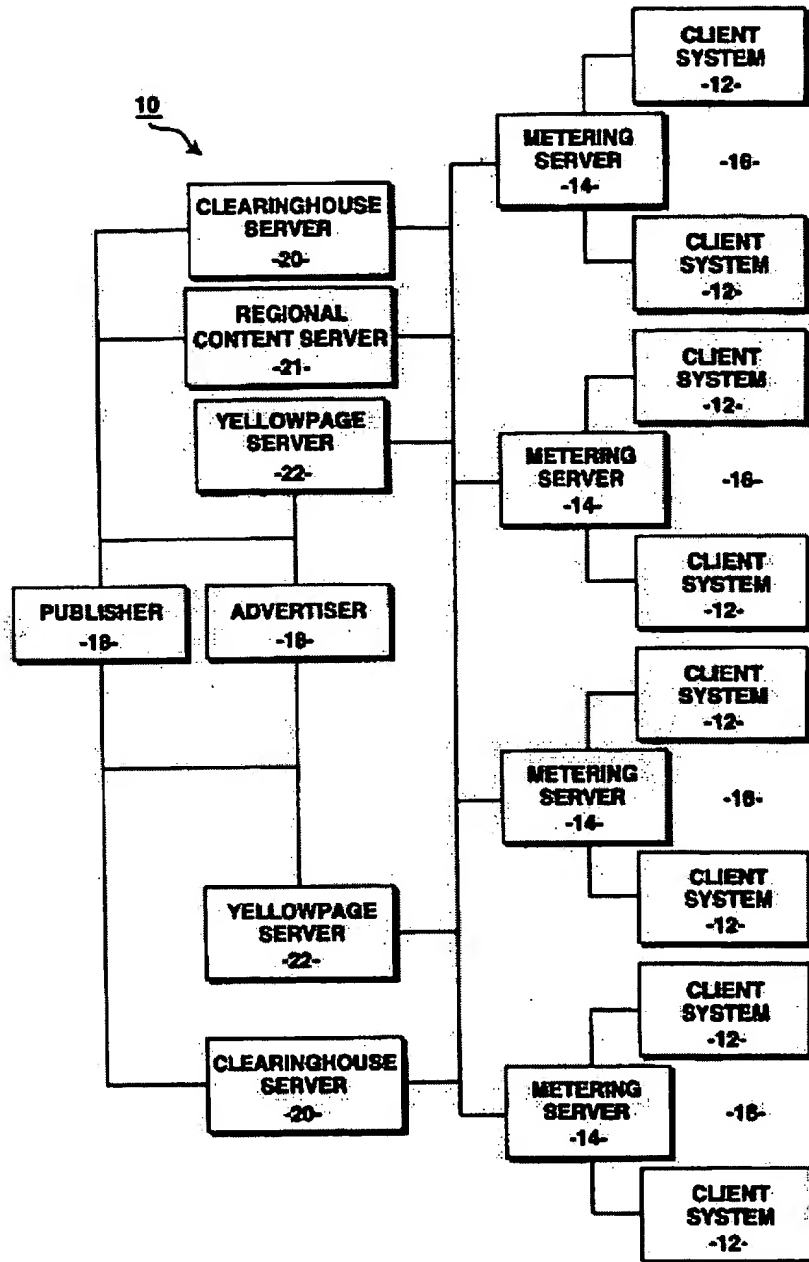 10
CLEARINGHOUSE
SERVER
-20-
REGIONAL
CONTENT SERVER
-21-
YELLOWPAGE
SERVER
-22-
PUBLISHER
-18-
ADVERTISER
-18-
YELLOWPAGE
SERVER
-22-
CLEARINGHOUSE
SERVER
-20-
CLIENT
SYSTEM
-12-
METERING
SERVER
-14-
-16-
CLIENT
SYSTEM
-12-
CLIENT
SYSTEM
-12-
METERING
SERVER
-14-
-16-
CLIENT
SYSTEM
-12-
CLIENT
SYSTEM
-12-
METERING
SERVER
-14-
-16-
CLIENT
SYSTEM
-12-
CLIENT
SYSTEM
-12-
METERING
SERVER
-14-
-16-
CLIENT
SYSTEM
-12-